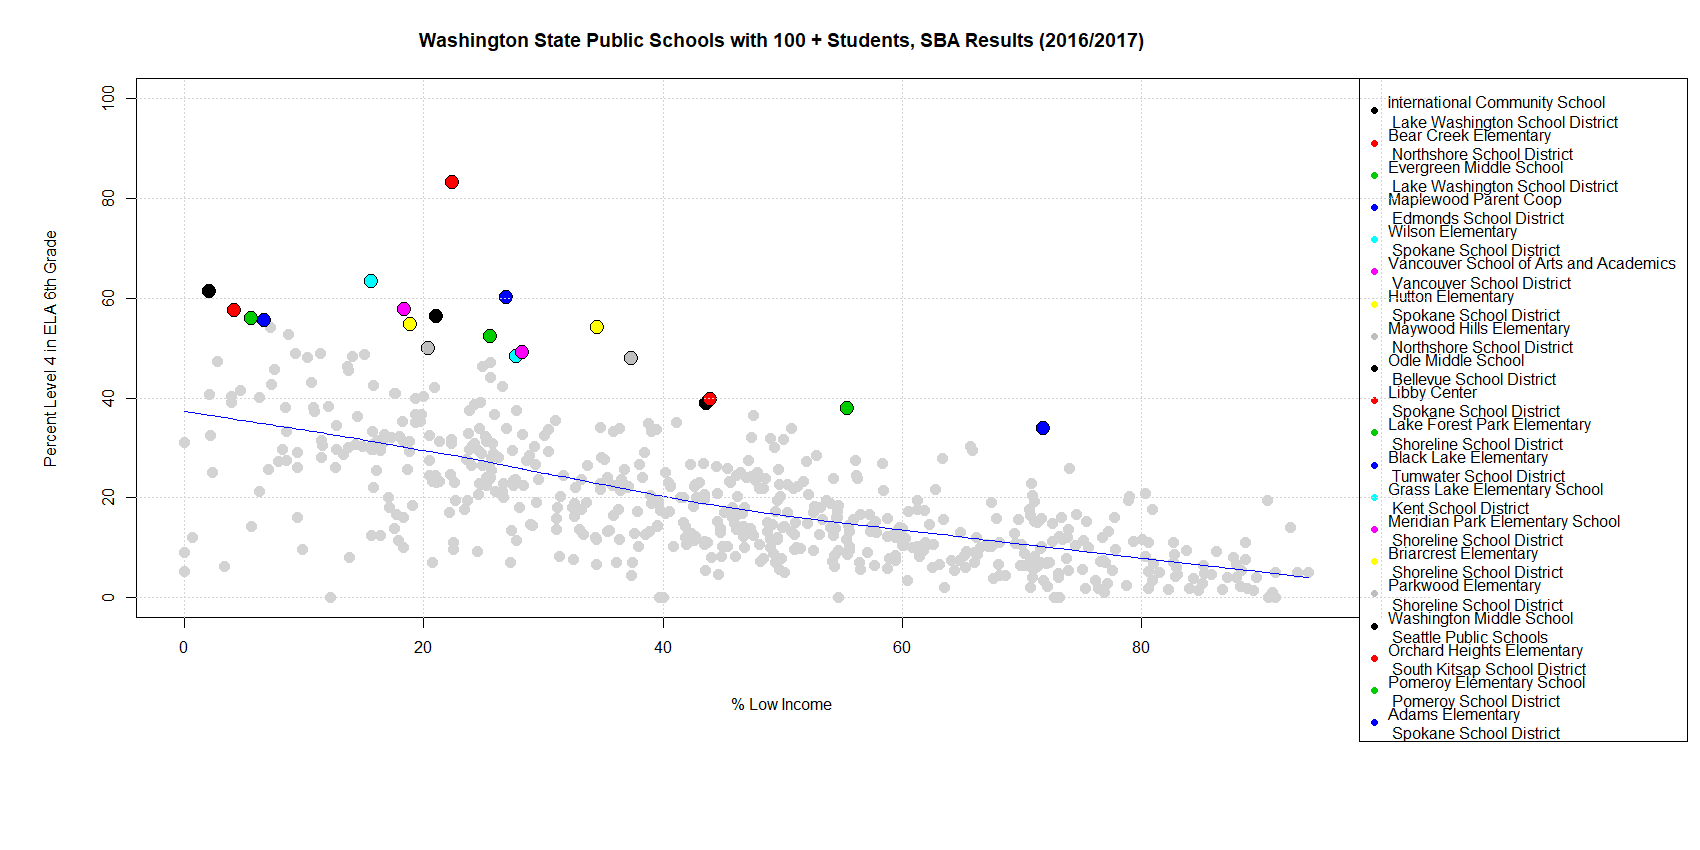 Washington State Public Schools with 100 + Students, SBA Results (2016/2017)
Percent Level 4 in ELA 6th Grade
100
80
60
40
20
0
0
20
40
60
80
% Low Income
International Community School
Lake Washington School District
Bear Creek Elementary
Northshore School District
Evergreen Middle School
Lake Washington School District
Maplewood Parent Coop
Edmonds School District
Wilson Elementary
Spokane School District
Vancouver School of Arts and Academics
Vancouver School District
Hutton Elementary
Spokane School District
Maywood Hills Elementary
Northshore School District
Odle Middle School
Bellevue School District
Libby Center
Spokane School District
Lake Forest Park Elementary
Shoreline School District
Black Lake Elementary
Tumwater School District
Grass Lake Elementary School
Kent School District
Meridian Park Elementary School
Shoreline School District
Briarcrest Elementary
Shoreline School District
Parkwood Elementary
Shoreline School District
Washington Middle School
Seattle Public Schools
Orchard Heights Elementary
South Kitsap School District
Pomeroy Elementary School
Pomeroy School District
Adams Elementary
Spokane School District